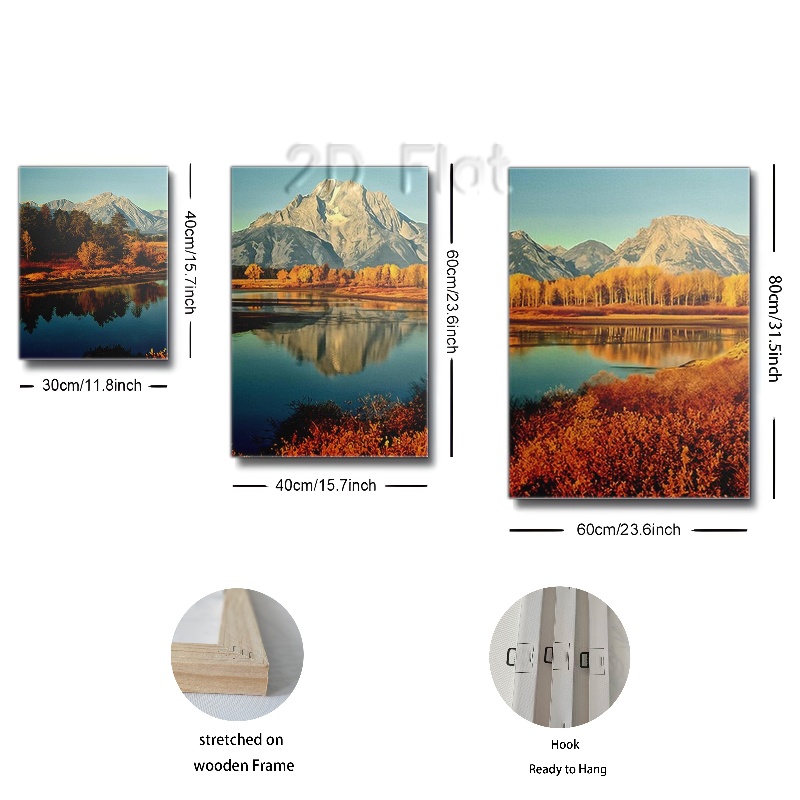 2D Flat
40cm/15.7inch
30cm/11.8inch
60cm/23.6inch
40cm/15.7inch
80cm/31.5inch
60cm/23.6inch
stretched on
wooden Frame
Hook
Ready to Hang